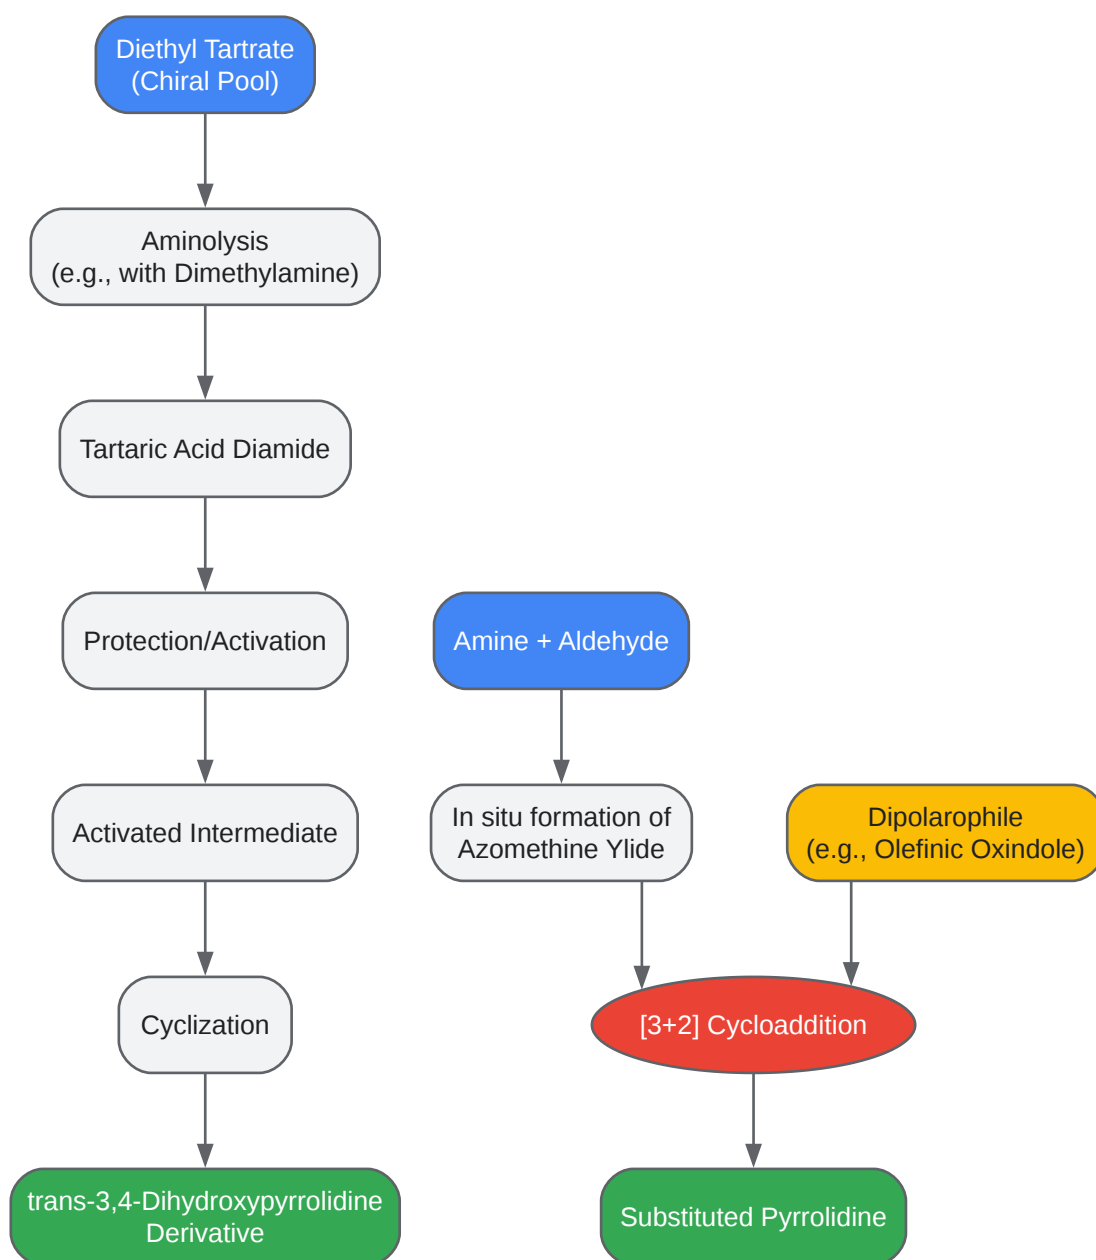 Diethyl Tartrate
(Chiral Pool)
Aminolysis
(e.g., with Dimethylamine)
Tartaric Acid Diamide
Protection/Activation
Activated Intermediate
Cyclization
trans-3,4-Dihydroxypyrrolidine
Derivative
Amine + Aldehyde
In situ formation of
Azomethine Ylide
Dipolarophile
(e.g., Olefinic Oxindole)
[3+2] Cycloaddition
Substituted Pyrrolidine